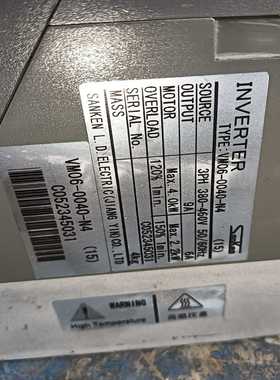 INVERTER
TYPE: VM06-0040-N4 (15)
SOURCE 3PH 380-460V 50/60Hz
OUTPUT 9A 6A
MOTOR Max 4.0kW Max 2.2kW
OVERLOAD 120%1min. 150%1min.
SERIAL No. C052345031
MASS 4kg
SANKEN L.D.ELECTRIC(JIANG YIN)CO.,LTD
VM06-0040-N4 (15)
C052345031
WARNING
High Temperature